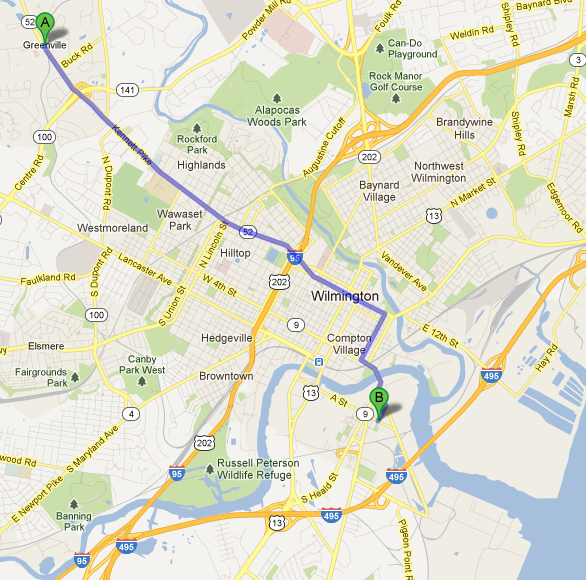 Powder Mill Rd
Foulk Rd
Shipley Rd
Baynard Blvd
52
A
Greenville
Buck Rd
Weldin Rd
Can-Do
Playground
3
Rock Manor
Golf Course
Marsh Rd
141
Alapocas
Woods Park
Brandywine
Hills
Shipley Rd
100
Kennett Pike
Rockford
Park
Augustine Cutoff
202
Centre Rd
N Dupont Rd
Highlands
Northwest
Wilmington
Baynard
Village
N Market St
Edgemoor Rd
Wawaset
Park
13
Westmoreland
N Lincoln St
52
Hilltop
95
Lancaster Ave
Vandever Ave
Faulkland Rd
S Dupont Rd
W 4th St
202
Wilmington
S Union St
100
9
E 12th St
Hedgeville
Compton
Village
Hay Rd
Elsmere
Canby
Park West
Fairgrounds
Park
Browntown
495
13
A St
B
9
4
202
S Maryland Ave
wood Rd
95
Russell Peterson
Wildlife Refuge
495
E Newport Pike
S Heald St
Banning
Park
13
495
Pigeon Point R
495
95